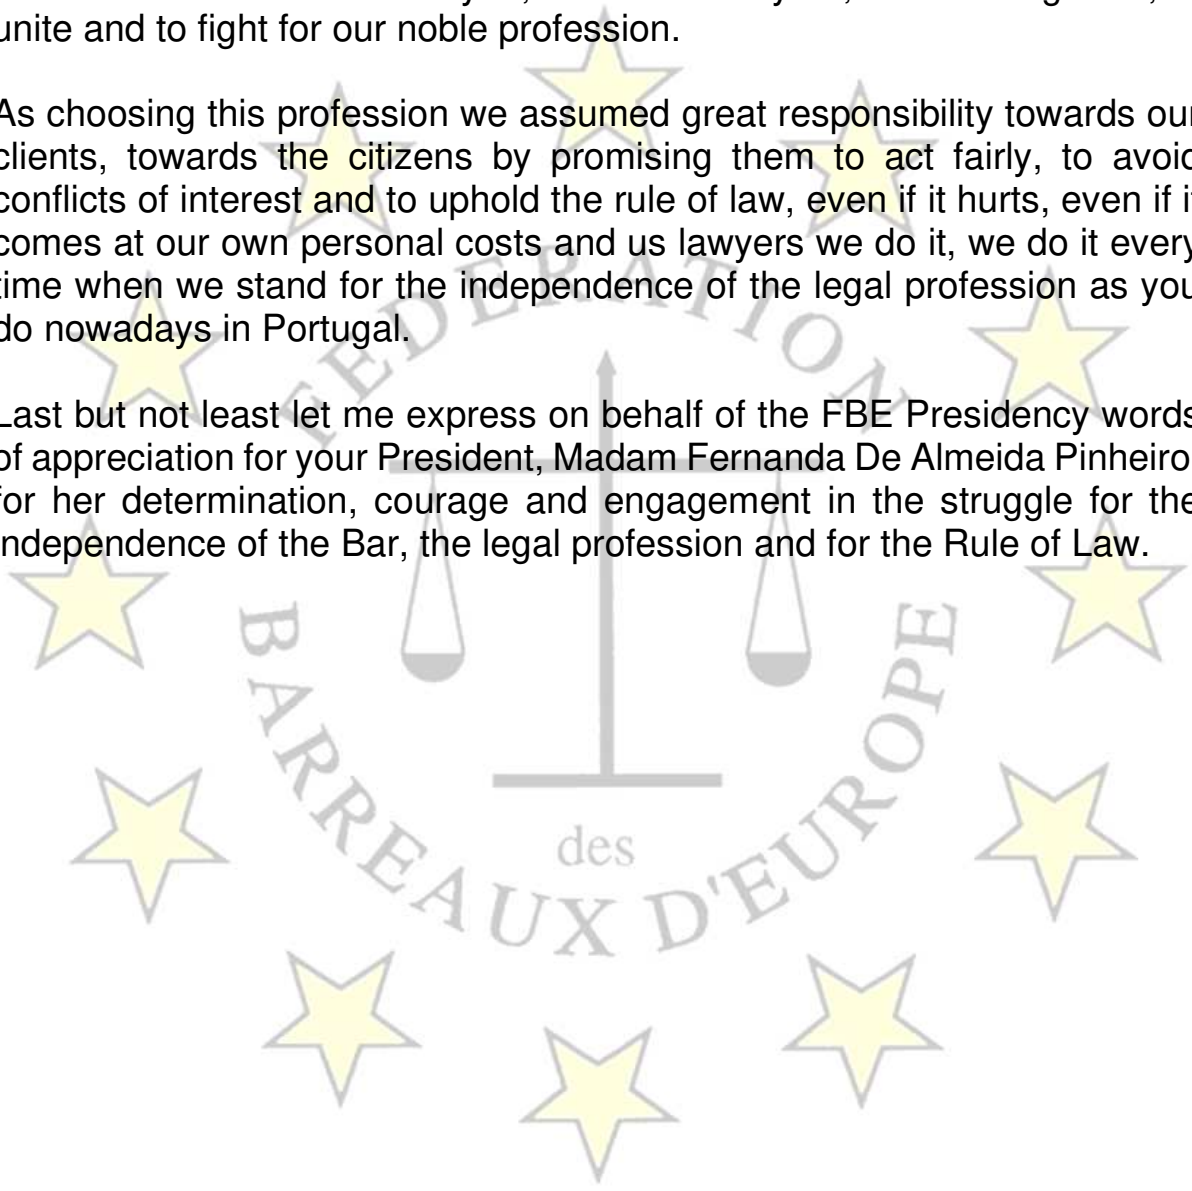 unite and to fight for our noble profession.
As choosing this profession we assumed great responsibility towards our
clients, towards the citizens by promising them to act fairly, to avoid
conflicts of interest and to uphold the rule of law, even if it hurts, even if it
comes at our own personal costs and us lawyers we do it, we do it every
time when we stand for the independence of the legal profession as you
do nowadays in Portugal.
Last but not least let me express on behalf of the FBE Presidency words
of appreciation for your President, Madam Fernanda De Almeida Pinheiro
for her determination, courage and engagement in the struggle for the
independence of the Bar, the legal profession and for the Rule of Law.
FEDERATION
des
BARREAUX D'EUROPE